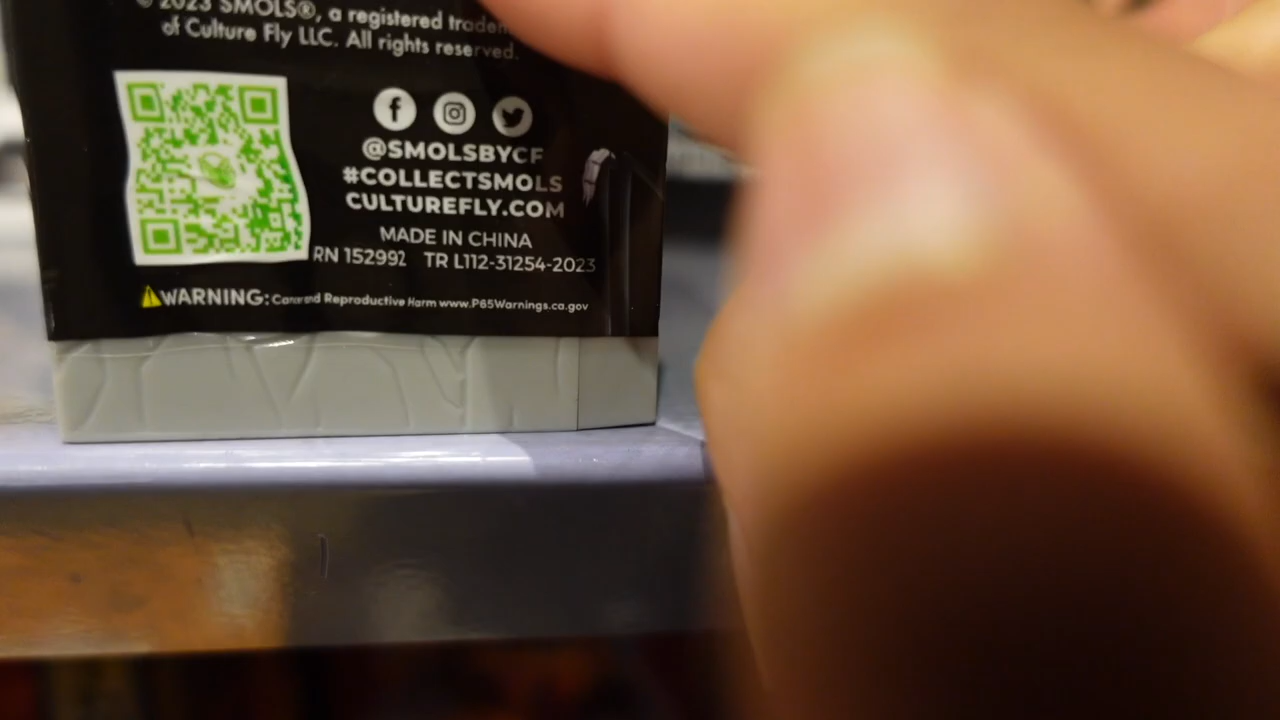 © 2023 SMOLS®, a registered
of Culture Fly LLC. All rights reserved.
@SMOLSBYCF
#COLLECTSMOLS
CULTUREFLY.COM
MADE IN CHINA
RN 152992 TR L112-31254-2023
WARNING: and Reproductive Harm www.P65Warnings.ca.gov